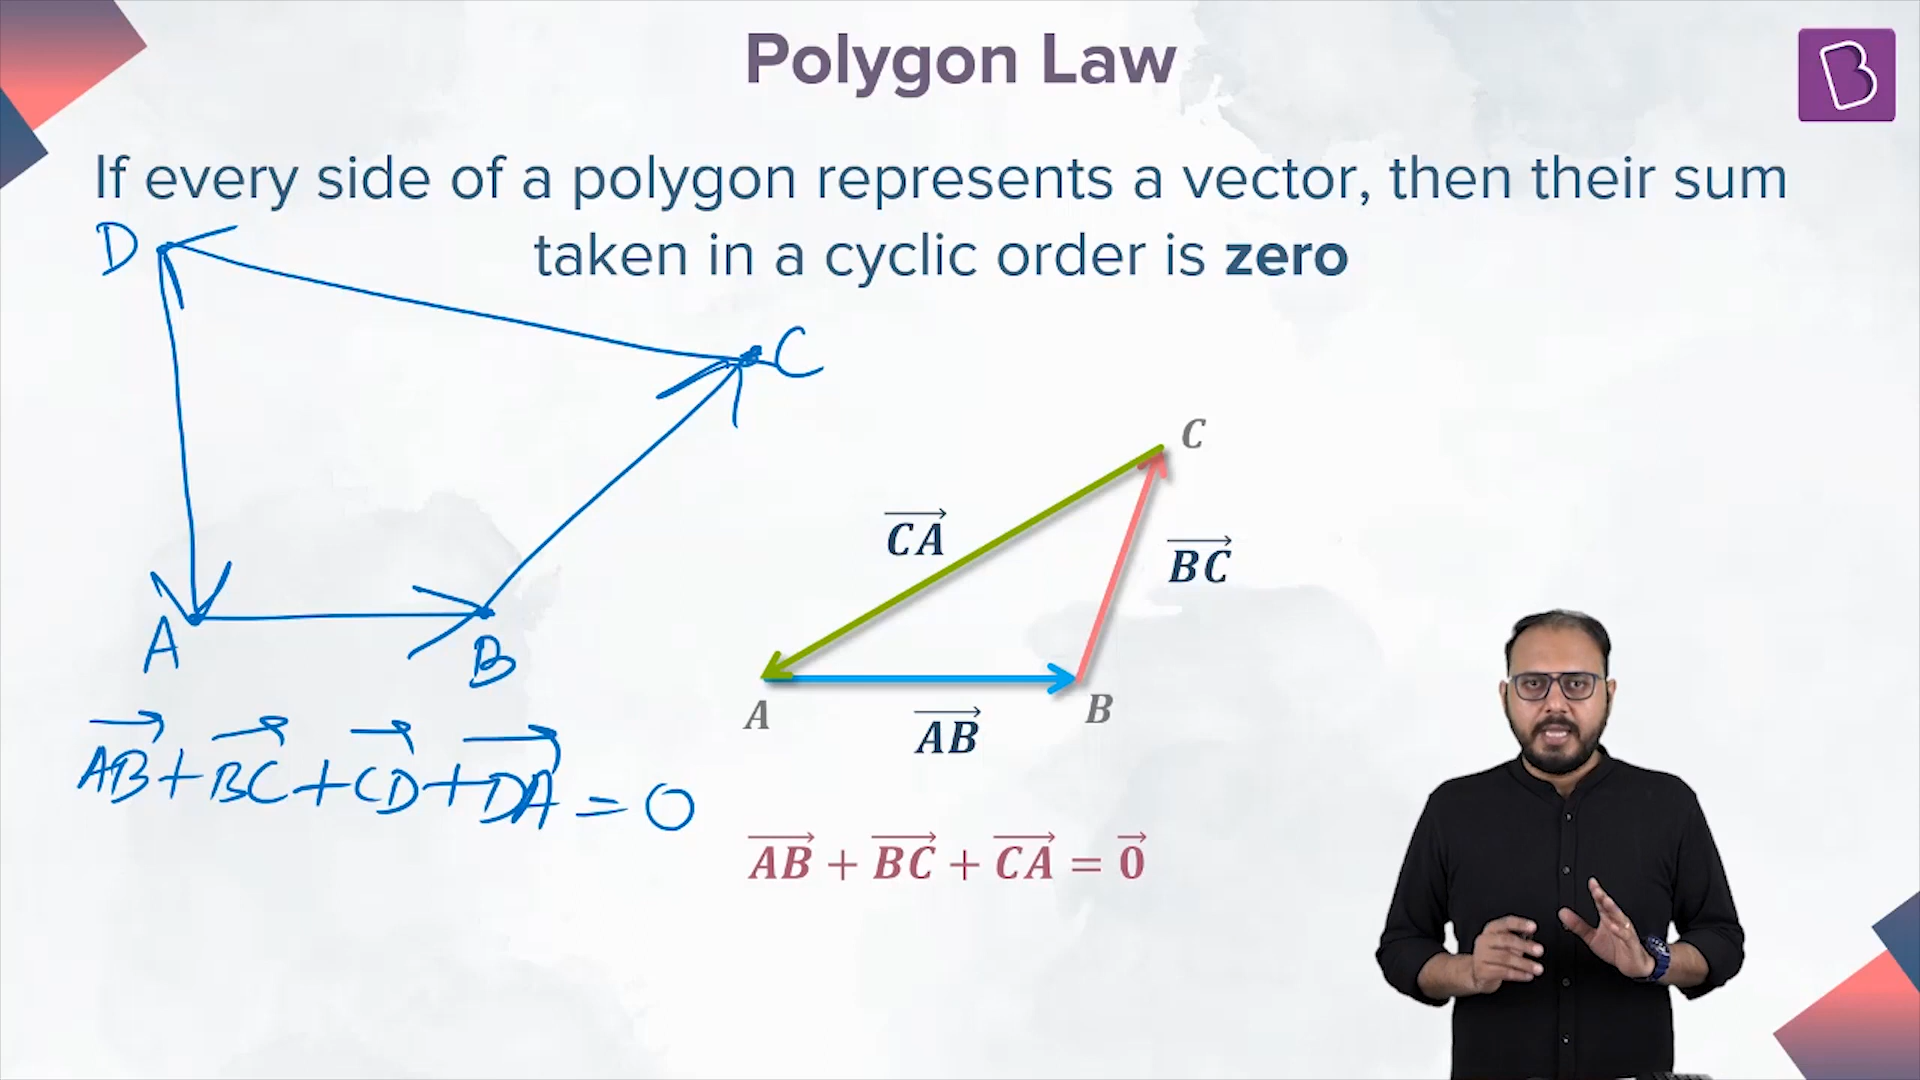 Polygon Law
B
If every side of a polygon represents a vector, then their sum
taken in a cyclic order is zero
D
C
A
B
AB + BC + CD + DA = 0
C
CA
BC
A
B
AB
AB + BC + CA = 0